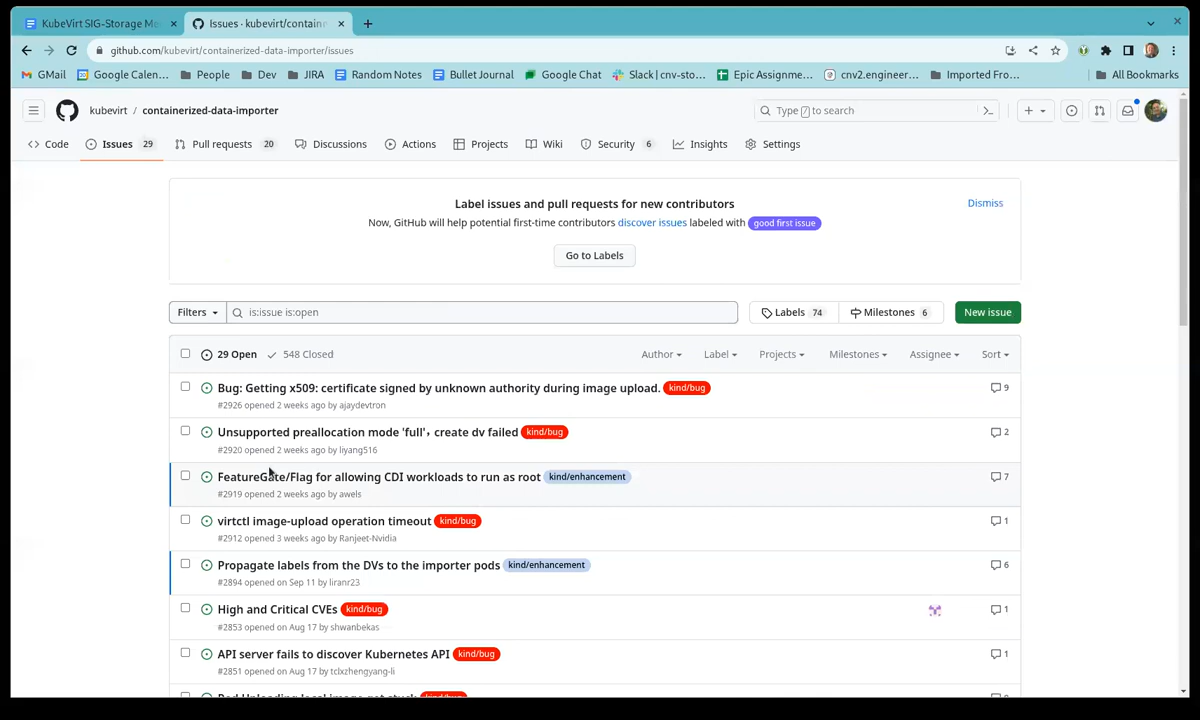 KubeVirt SIG-Storage Me
Issues · kubevirt/contain
github.com/kubevirt/containerized-data-importer/issues
GMail
Google Calen...
People
Dev
JIRA
Random Notes
Bullet Journal
Google Chat
Slack | cnv-sto...
Epic Assignme...
cnv2.engineer...
Imported Fro...
All Bookmarks
kubevirt / containerized-data-importer
Type / to search
Code
Issues 29
Pull requests 20
Discussions
Actions
Projects
Wiki
Security 6
Insights
Settings
Label issues and pull requests for new contributors
Dismiss
Now, GitHub will help potential first-time contributors discover issues labeled with good first issue
Go to Labels
Filters
is:issue is:open
Labels 74
Milestones 6
New issue
29 Open
548 Closed
Author
Label
Projects
Milestones
Assignee
Sort
Bug: Getting x509: certificate signed by unknown authority during image upload. kind/bug
9
#2926 opened 2 weeks ago by ajaydevtron
Unsupported preallocation mode 'full'，create dv failed kind/bug
2
#2920 opened 2 weeks ago by liyang516
FeatureGate/Flag for allowing CDI workloads to run as root kind/enhancement
7
#2919 opened 2 weeks ago by awels
virtctl image-upload operation timeout kind/bug
1
#2912 opened 3 weeks ago by Ranjeet-Nvidia
Propagate labels from the DVs to the importer pods kind/enhancement
6
#2894 opened on Sep 11 by liranr23
High and Critical CVEs kind/bug
1
#2853 opened on Aug 17 by shwanbekas
API server fails to discover Kubernetes API kind/bug
1
#2851 opened on Aug 17 by tclxzhengyang-li